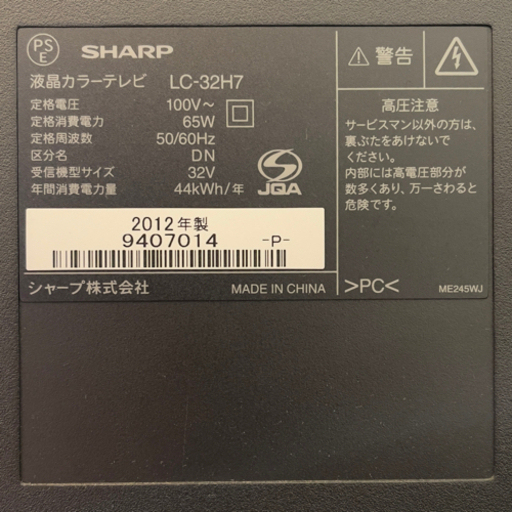 PS
E
SHARP
液晶カラーテレビ LC-32H7
定格電圧 100V～
定格消費電力 65W
定格周波数 50/60Hz
区分名 DN
受信機型サイズ 32V
年間消費電力量 44kWh/年
JQA
2012年製
9407014 -P-
シャープ株式会社 MADE IN CHINA
警告
高圧注意
サービスマン以外の方は、
裏ぶたをあけないで
ください。
内部には高電圧部分が
数多くあり、万一さわると
危険です。
>PC<
ME245WJ